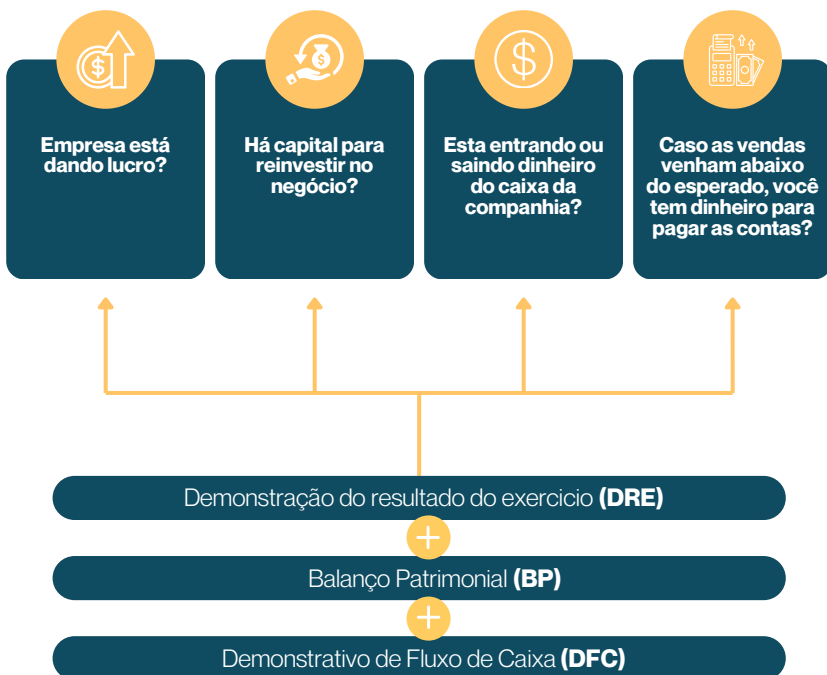 Empresa está
dando lucro?
Há capital para
reinvestir no
negócio?
Esta entrando ou
saindo dinheiro
do caixa da
companhia?
Caso as vendas
venham abaixo
do esperado, você
tem dinheiro para
pagar as contas?
Demonstração do resultado do exercicio (DRE)
Balanço Patrimonial (BP)
Demonstrativo de Fluxo de Caixa (DFC)